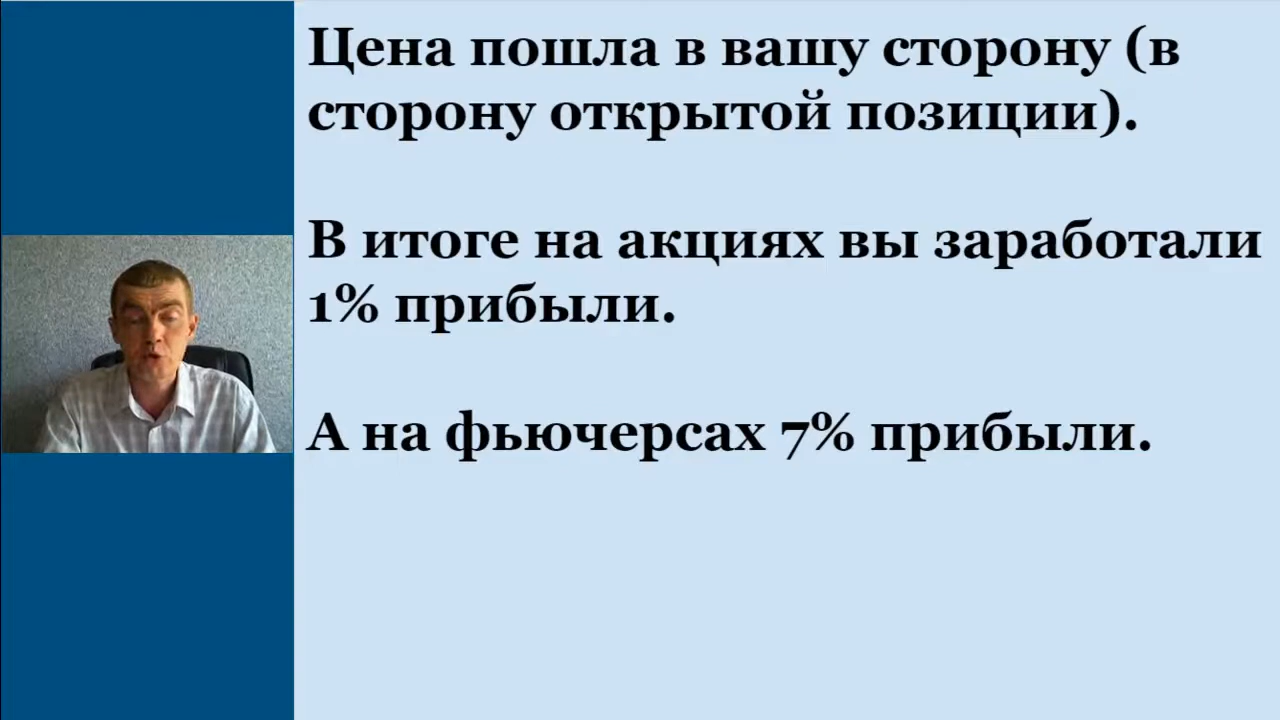 Цена пошла в вашу сторону (в
сторону открытой позиции).
В итоге на акциях вы заработали
1% прибыли.
А на фьючерсах 7% прибыли.